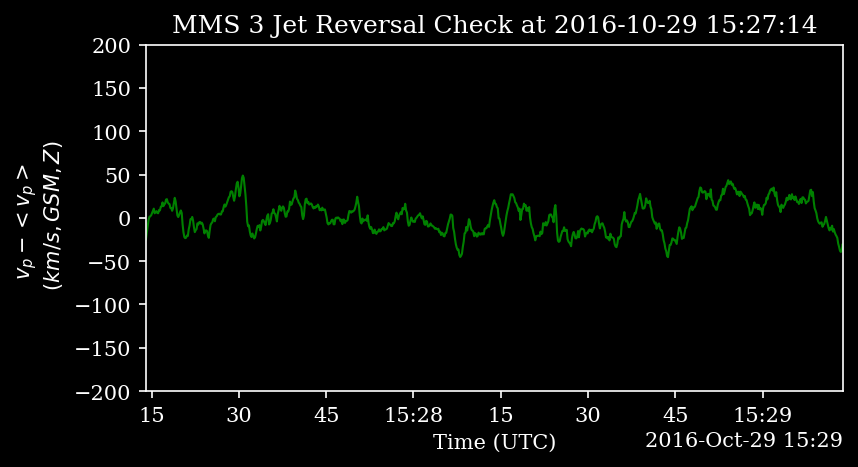 MMS 3 Jet Reversal Check at 2016-10-29 15:27:14
200
150
100
50
0
−50
−100
−150
−200
v_p − < v_p >
(km/s, GSM, Z)
15 30 45 15:28 15 30 45 15:29
Time (UTC)
2016-Oct-29 15:29